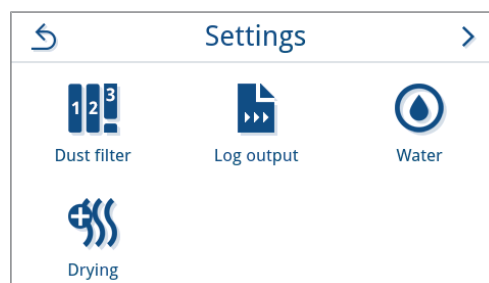 Settings
1 2 3
Dust filter
Log output
Water
Drying